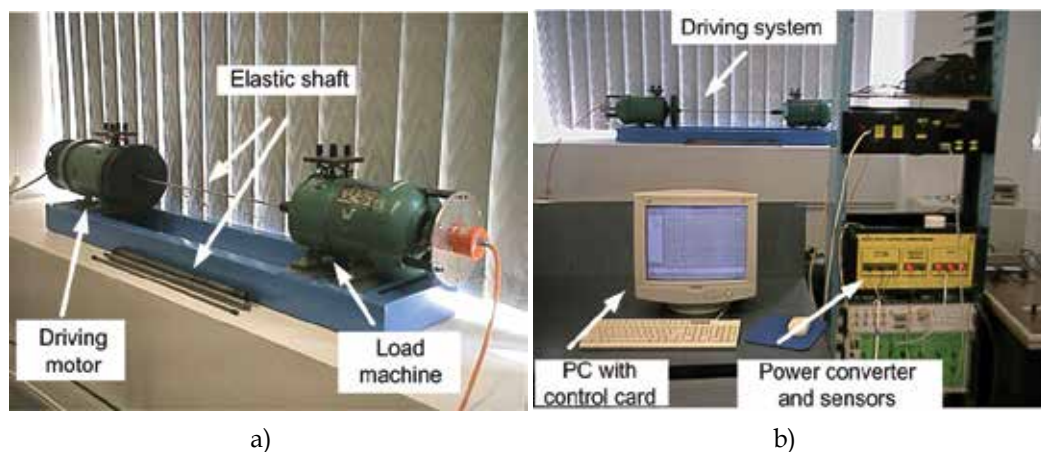 Elastic shaft
Driving
motor
Load
machine
a)
Driving system
PC with
control card
Power converter
and sensors
b)